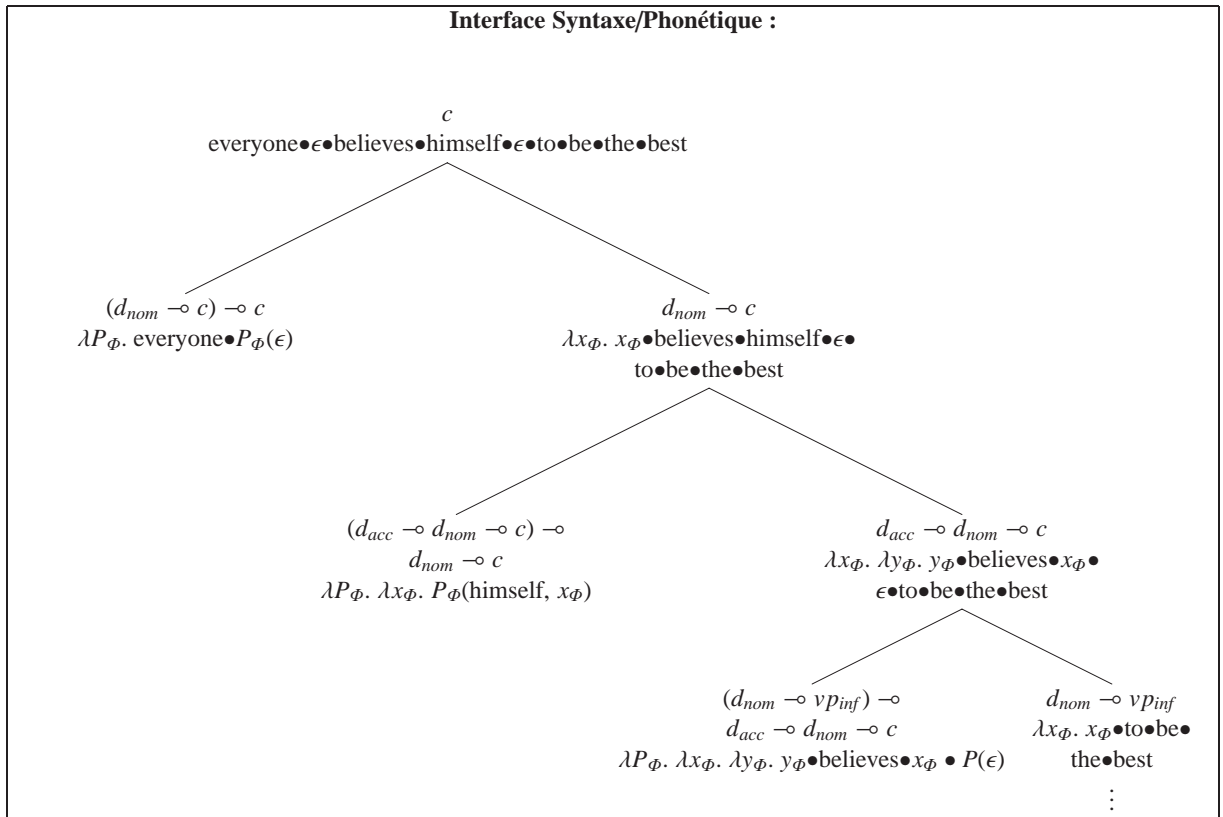 Interface Syntaxe/Phonétique :
c
everyone●ϵ●believes●himself●ϵ●to●be●the●best
(d_nom ⊸ c) ⊸ c
λP_Φ. everyone●P_Φ(ϵ)
d_nom ⊸ c
λx_Φ. x_Φ●believes●himself●ϵ●
to●be●the●best
(d_acc ⊸ d_nom ⊸ c) ⊸
d_nom ⊸ c
λP_Φ. λx_Φ. P_Φ(himself, x_Φ)
d_acc ⊸ d_nom ⊸ c
λx_Φ. λy_Φ. y_Φ●believes●x_Φ●
ϵ●to●be●the●best
(d_nom ⊸ vp_inf) ⊸
d_acc ⊸ d_nom ⊸ c
λP_Φ. λx_Φ. λy_Φ. y_Φ●believes●x_Φ ● P(ϵ)
d_nom ⊸ vp_inf
λx_Φ. x_Φ●to●be●
the●best
⋮